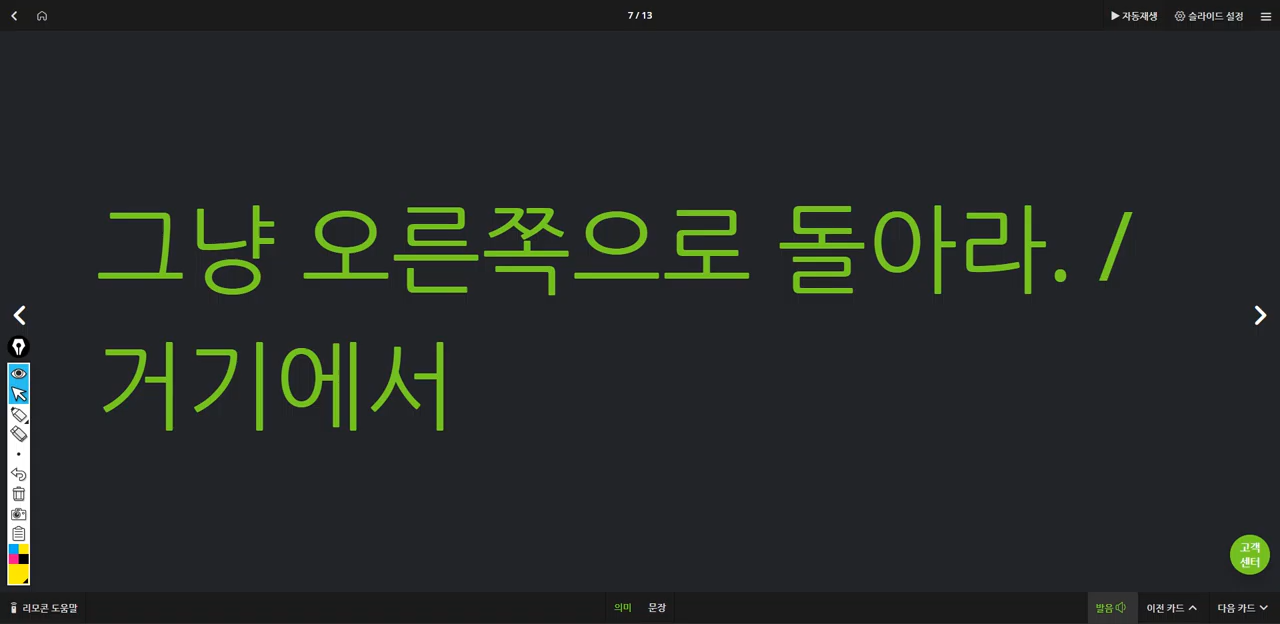 7 / 13
자동재생
슬라이드 설정
그냥 오른쪽으로 돌아라. /
거기에서
고객
센터
리모콘 도움말
의미
문장
발음
이전 카드
다음 카드